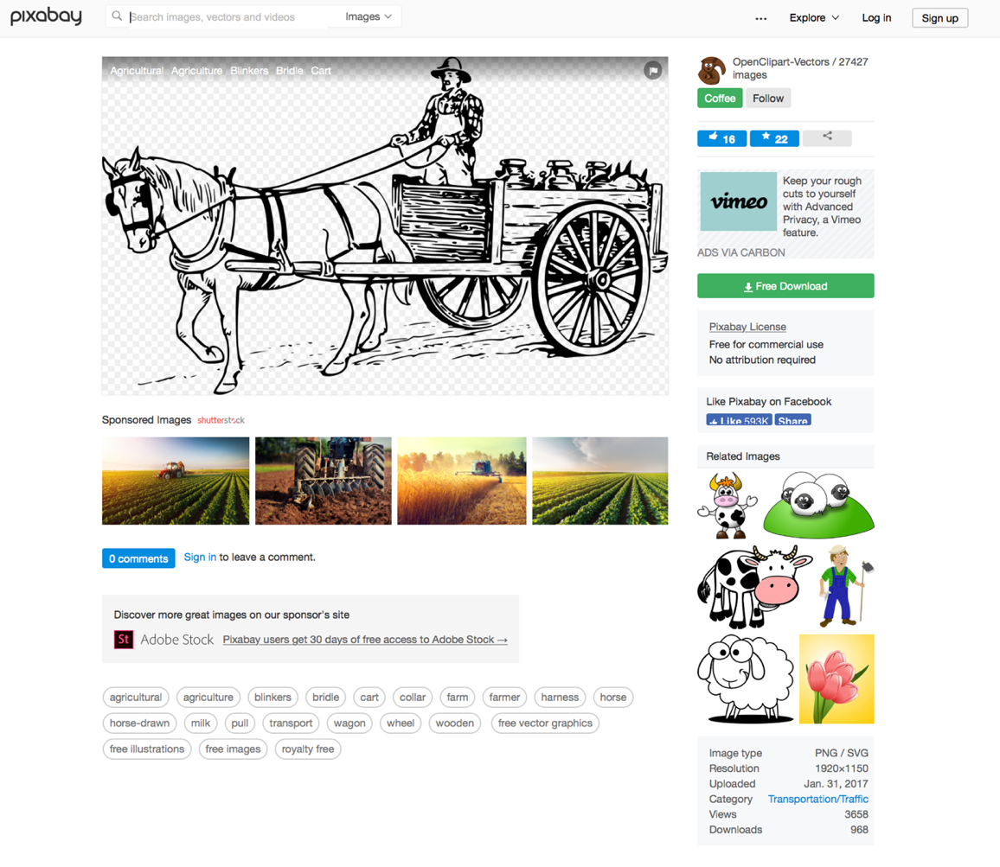 pixabay
Search images, vectors and videos
Images
...
Explore
Log in
Sign up
Agricultural Agriculture Blinkers Bridle Cart
OpenClipart-Vectors / 27427
images
Coffee
Follow
16
22
vimeo
Keep your rough
cuts to yourself
with Advanced
Privacy, a Vimeo
feature.
ADS VIA CARBON
Free Download
Pixabay License
Free for commercial use
No attribution required
Like Pixabay on Facebook
Like 593K
Share
Sponsored Images shutterstock
Related Images
0 comments
Sign in to leave a comment.
Discover more great images on our sponsor's site
St Adobe Stock Pixabay users get 30 days of free access to Adobe Stock →
agricultural agriculture blinkers bridle cart collar farm farmer harness horse
horse-drawn milk pull transport wagon wheel wooden free vector graphics
free illustrations free images royalty free
Image type PNG / SVG
Resolution 1920×1150
Uploaded Jan. 31, 2017
Category Transportation/Traffic
Views 3658
Downloads 968